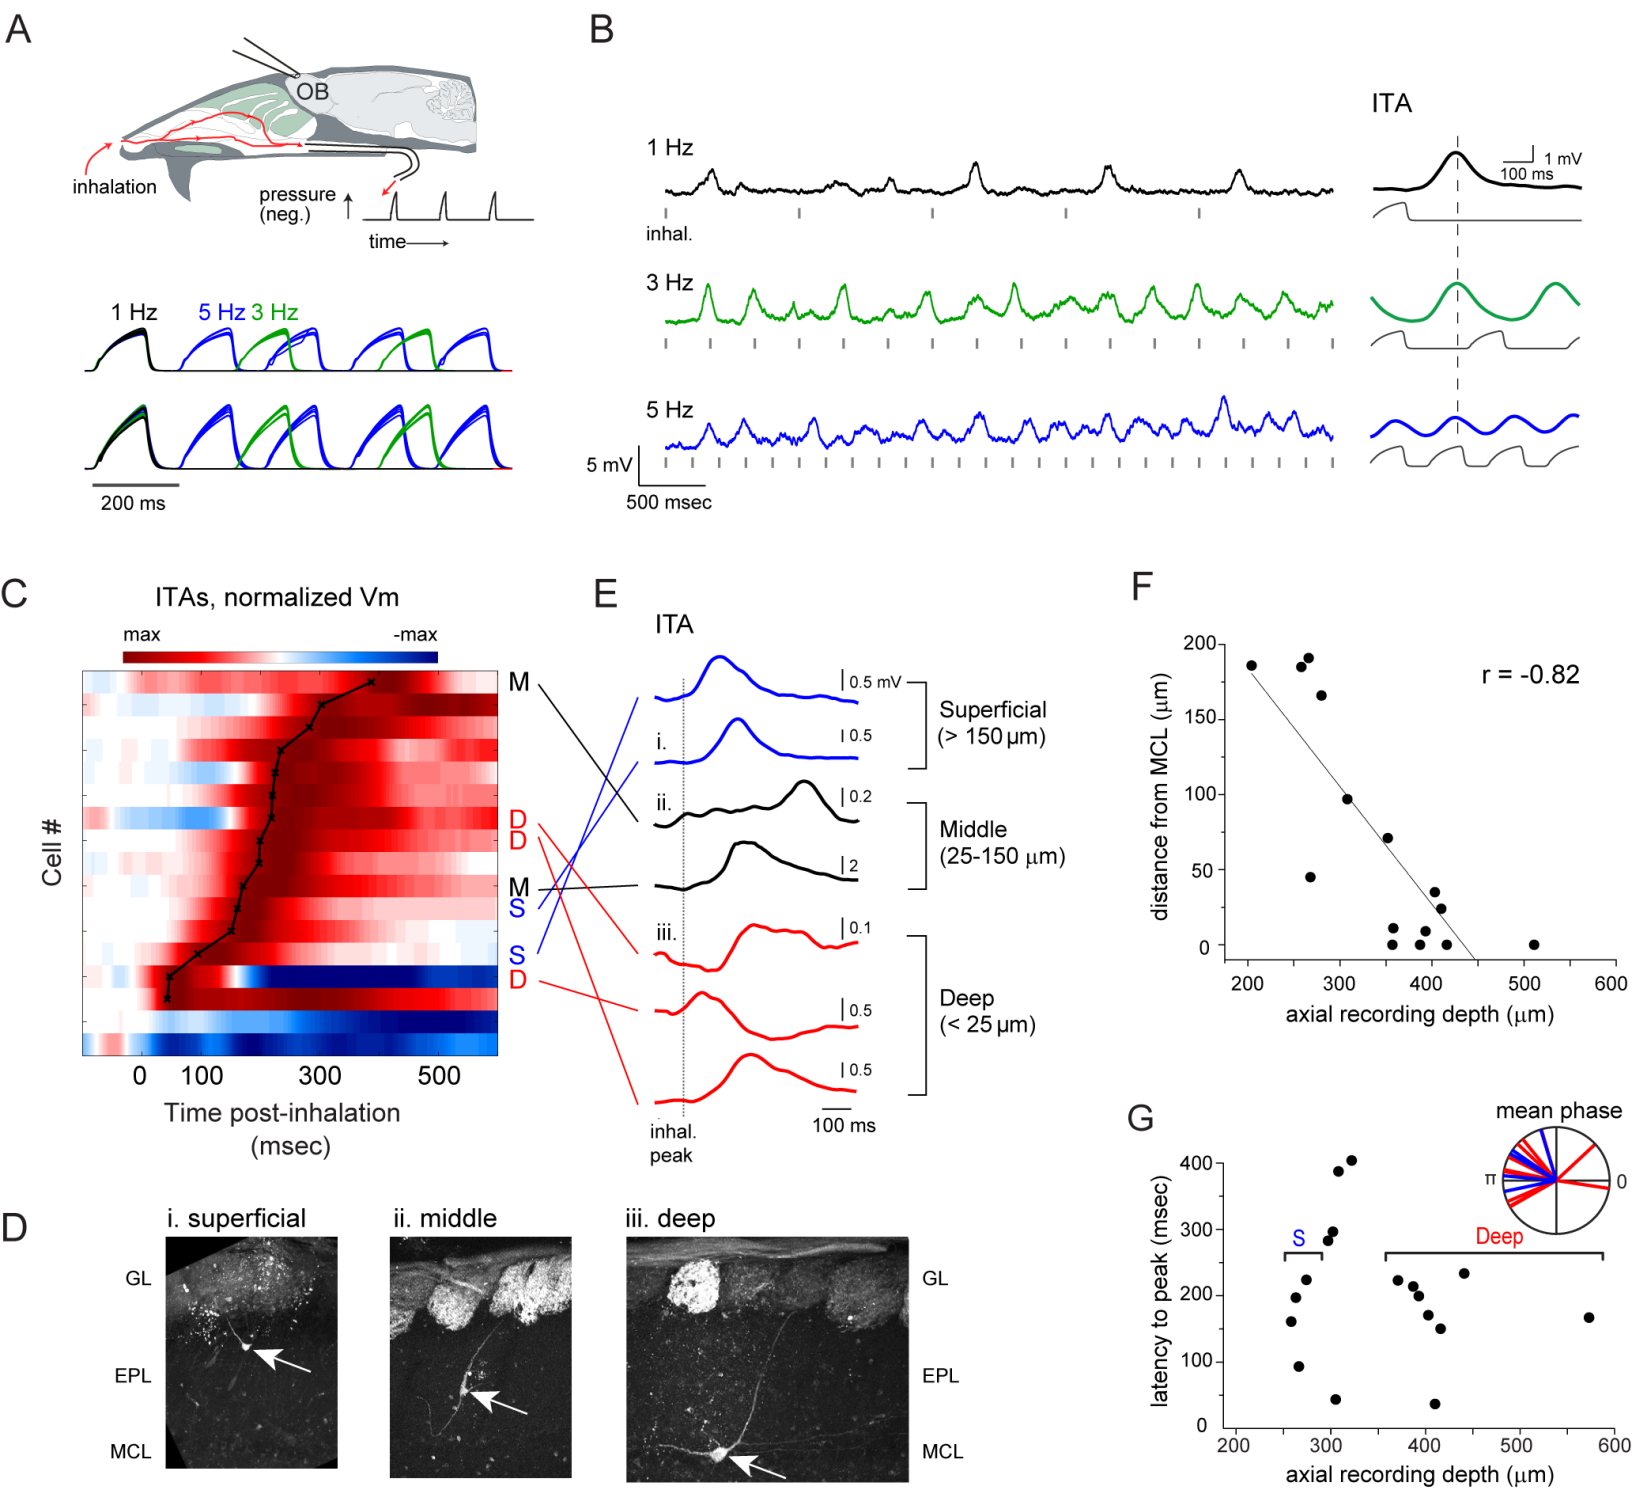 A
OB
inhalation
pressure
(neg.)
time
1 Hz
5 Hz
3 Hz
200 ms
B
ITA
1 Hz
1 mV
100 ms
inhal.
3 Hz
5 Hz
5 mV
500 msec
C
ITAs, normalized Vm
max
-max
Cell #
M
D
D
M
S
S
D
0
100
300
500
Time post-inhalation
(msec)
E
ITA
0.5 mV
i.
0.5
ii.
0.2
2
iii.
0.1
0.5
0.5
100 ms
inhal.
peak
Superficial
(> 150 μm)
Middle
(25-150 μm)
Deep
(< 25 μm)
F
distance from MCL (μm)
200
150
100
50
0
r = -0.82
200
300
400
500
600
axial recording depth (μm)
D
i. superficial
ii. middle
iii. deep
GL
EPL
MCL
GL
EPL
MCL
G
mean phase
π
0
latency to peak (msec)
400
300
200
100
0
S
Deep
200
300
400
500
600
axial recording depth (μm)